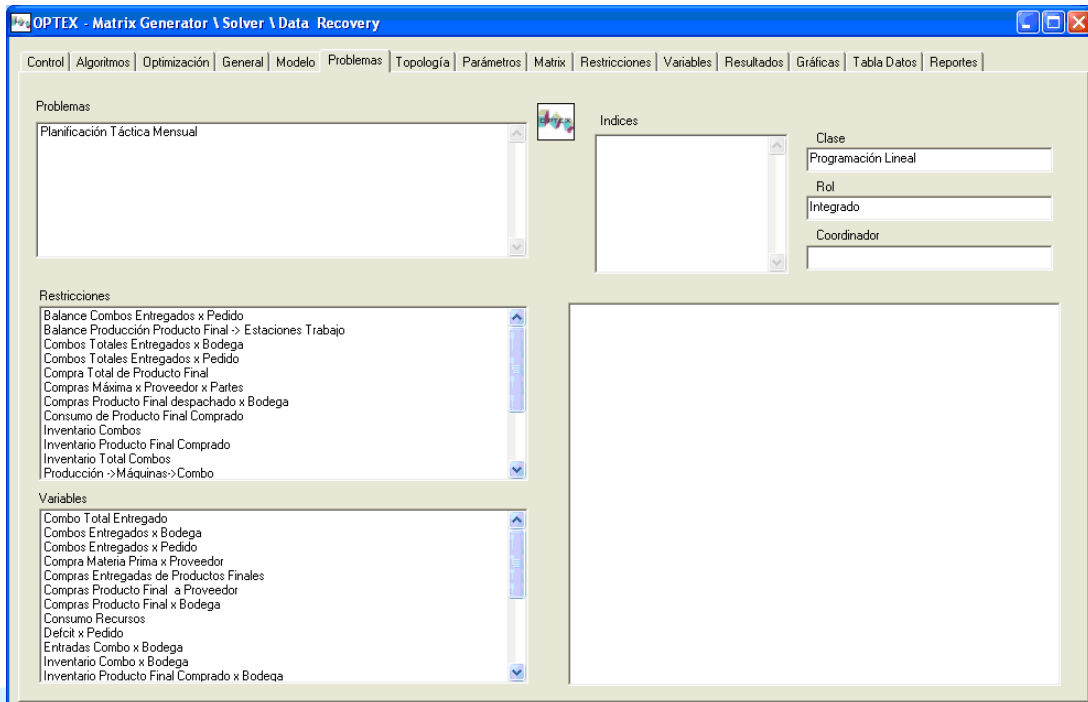 OPTEX - Matrix Generator \ Solver \ Data Recovery
Control Algoritmos Optimización General Modelo Problemas Topología Parámetros Matrix Restricciones Variables Resultados Gráficas Tabla Datos Reportes
Problemas
Planificación Táctica Mensual
OPTEX
Indices
Clase
Programación Lineal
Rol
Integrado
Coordinador
Restricciones
Balance Combos Entregados x Pedido
Balance Producción Producto Final -> Estaciones Trabajo
Combos Totales Entregados x Bodega
Combos Totales Entregados x Pedido
Compra Total de Producto Final
Compras Máxima x Proveedor x Partes
Compras Producto Final despachado x Bodega
Consumo de Producto Final Comprado
Inventario Combos
Inventario Producto Final Comprado
Inventario Total Combos
Producción ->Máquinas->Combo
Variables
Combo Total Entregado
Combos Entregados x Bodega
Combos Entregados x Pedido
Compra Materia Prima x Proveedor
Compras Entregadas de Productos Finales
Compras Producto Final  a Proveedor
Compras Producto Final x Bodega
Consumo Recursos
Defcit x Pedido
Entradas Combo x Bodega
Inventario Combo x Bodega
Inventario Producto Final Comprado x Bodega